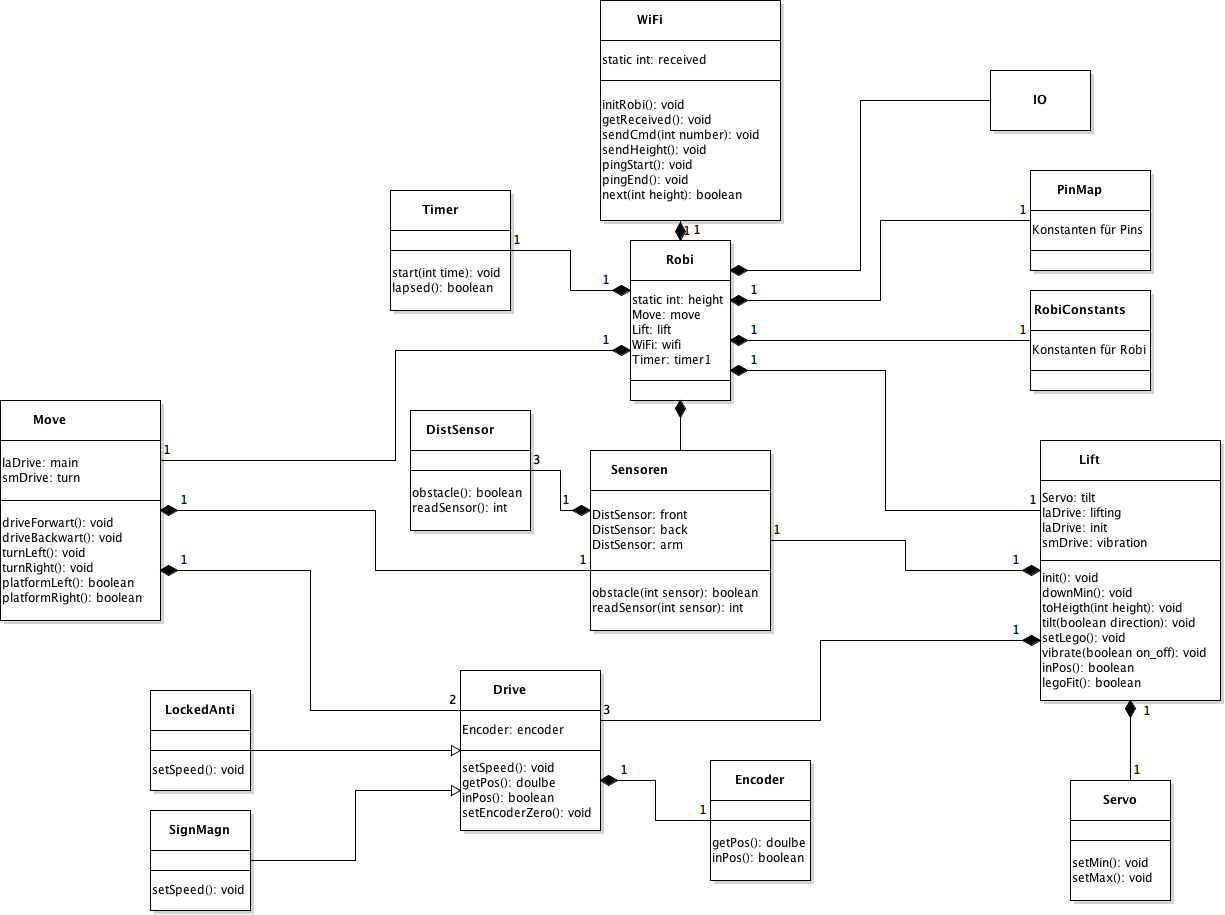 WiFi
static int: received
initRobi(): void
getReceived(): void
sendCmd(int number): void
sendHeight(): void
pingStart(): void
pingEnd(): void
next(int height): boolean
IO
PinMap
1
Konstanten für Pins
Timer
1
start(int time): void
lapsed(): boolean
1 1
Robi
1
1
static int: height
Move: move
Lift: lift
WiFi: wifi
Timer: timer1
1
1
1
RobiConstants
1
Konstanten für Robi
Move
1
laDrive: main
smDrive: turn
1
driveForwart(): void
driveBackwart(): void
turnLeft(): void
turnRight(): void
platformLeft(): boolean
platformRight(): boolean
1
DistSensor
3
obstacle(): boolean
readSensor(): int
1
Sensoren
DistSensor: front
DistSensor: back
DistSensor: arm
1
1
obstacle(int sensor): boolean
readSensor(int sensor): int
Lift
1
Servo: tilt
laDrive: lifting
laDrive: init
smDrive: vibration
1
init(): void
downMin(): void
toHeigth(int height): void
tilt(boolean direction): void
1
setLego(): void
vibrate(boolean on_off): void
inPos(): boolean
legoFit(): boolean
1
LockedAnti
setSpeed(): void
2
Drive
3
Encoder: encoder
setSpeed(): void
getPos(): doulbe
inPos(): boolean
setEncoderZero(): void
1
SignMagn
setSpeed(): void
Encoder
1
getPos(): doulbe
inPos(): boolean
1
Servo
setMin(): void
setMax(): void